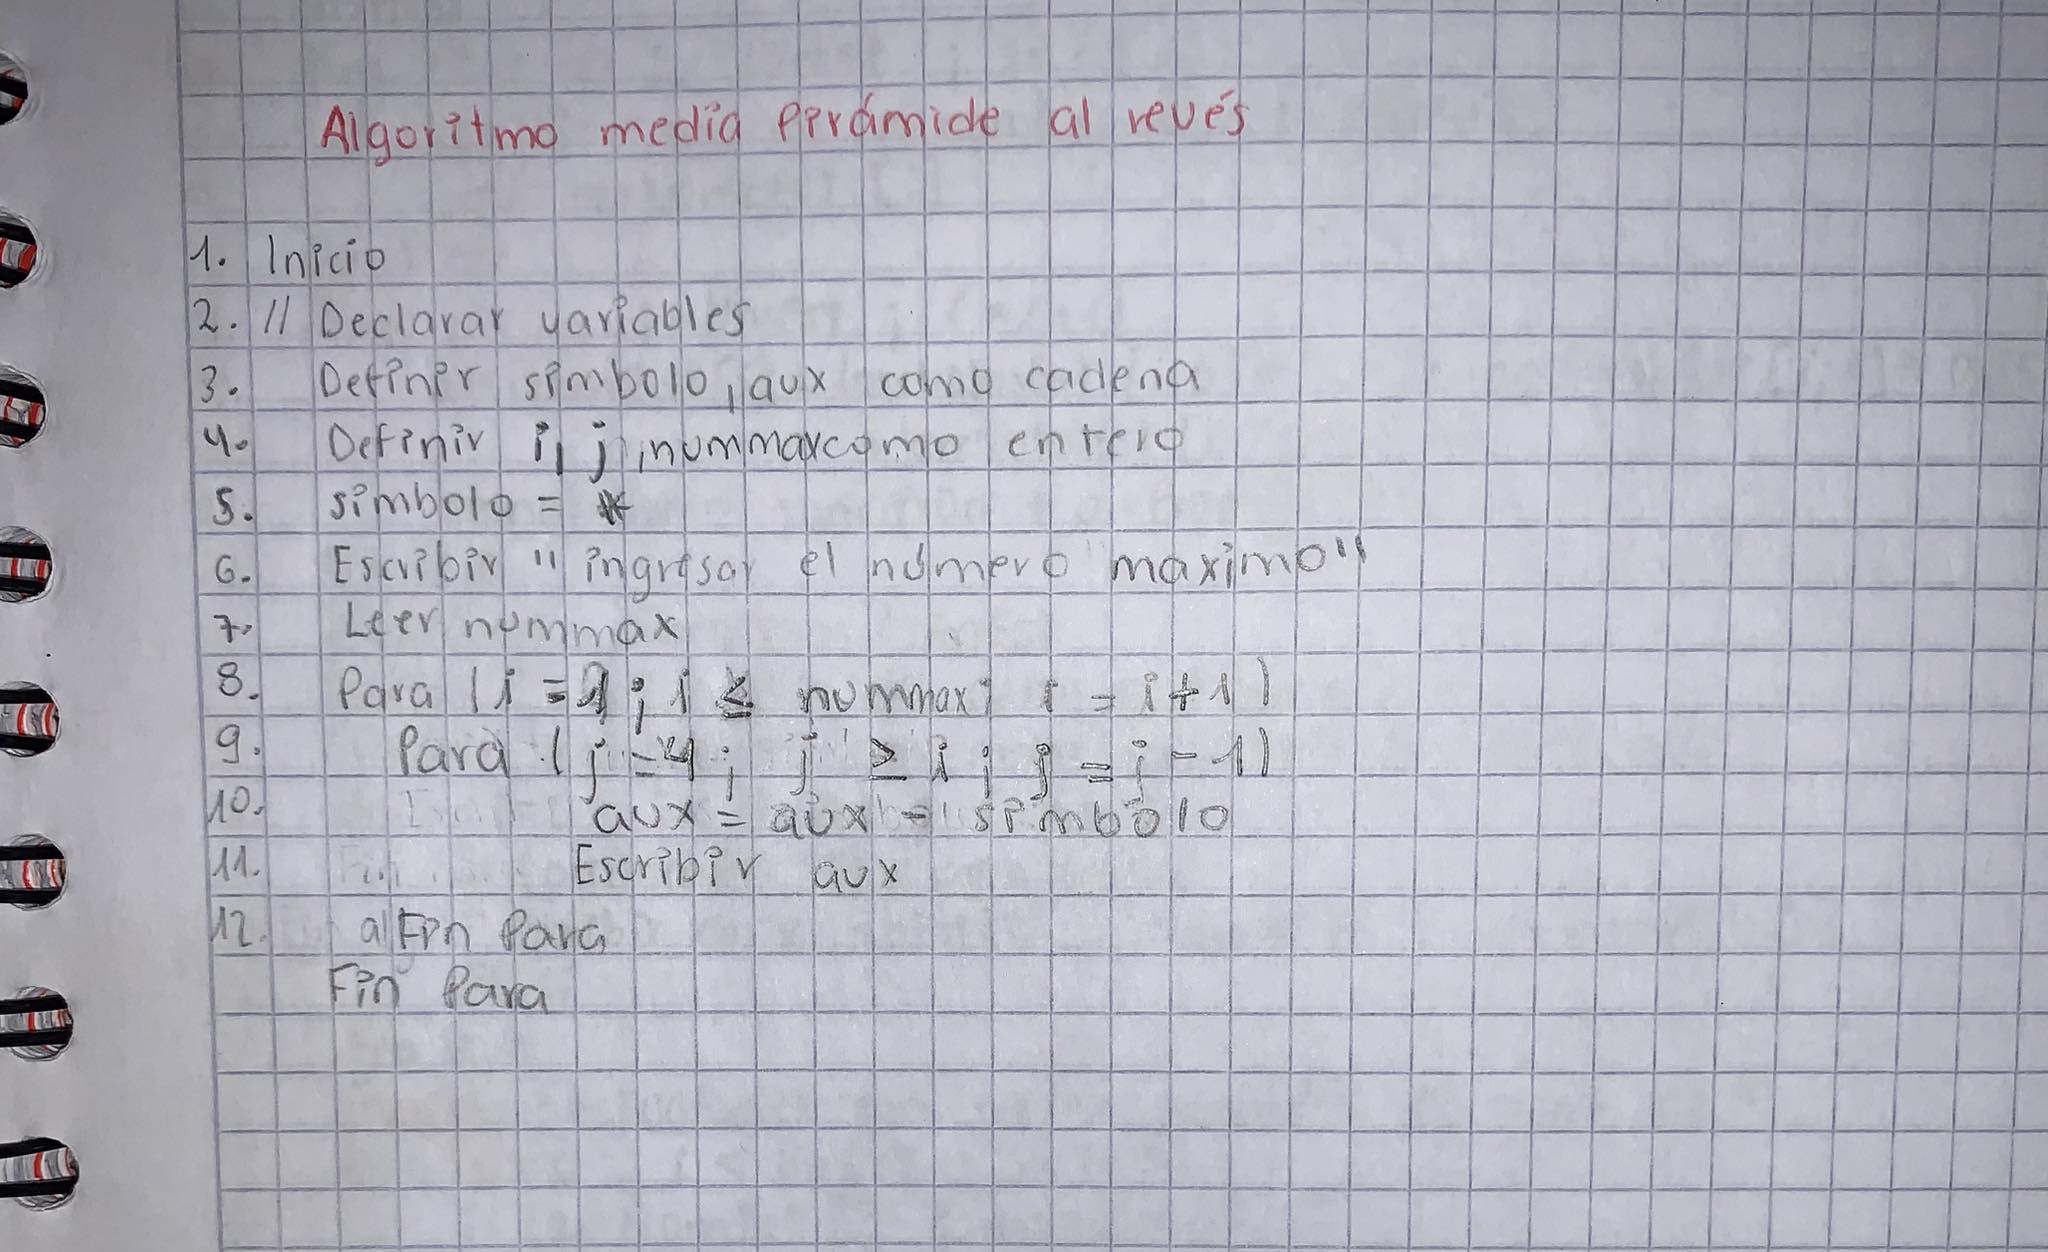 Algoritmo media pirámide al revés
1. Inicio
2. // Declarar variables
3. Definir simbolo, aux como cadena
4. Definir i, j, nummax como entero
5. simbolo = *
6. Escribir "ingresar el número maximo"
7. Leer nummax
8. Para (i = 1; i ≤ nummax; i = i+1)
9. Para (j = 4; j ≥ i; j = j - 1)
10. aux = aux = simbolo
11. Escribir aux
12. a Fin Para
Fin Para